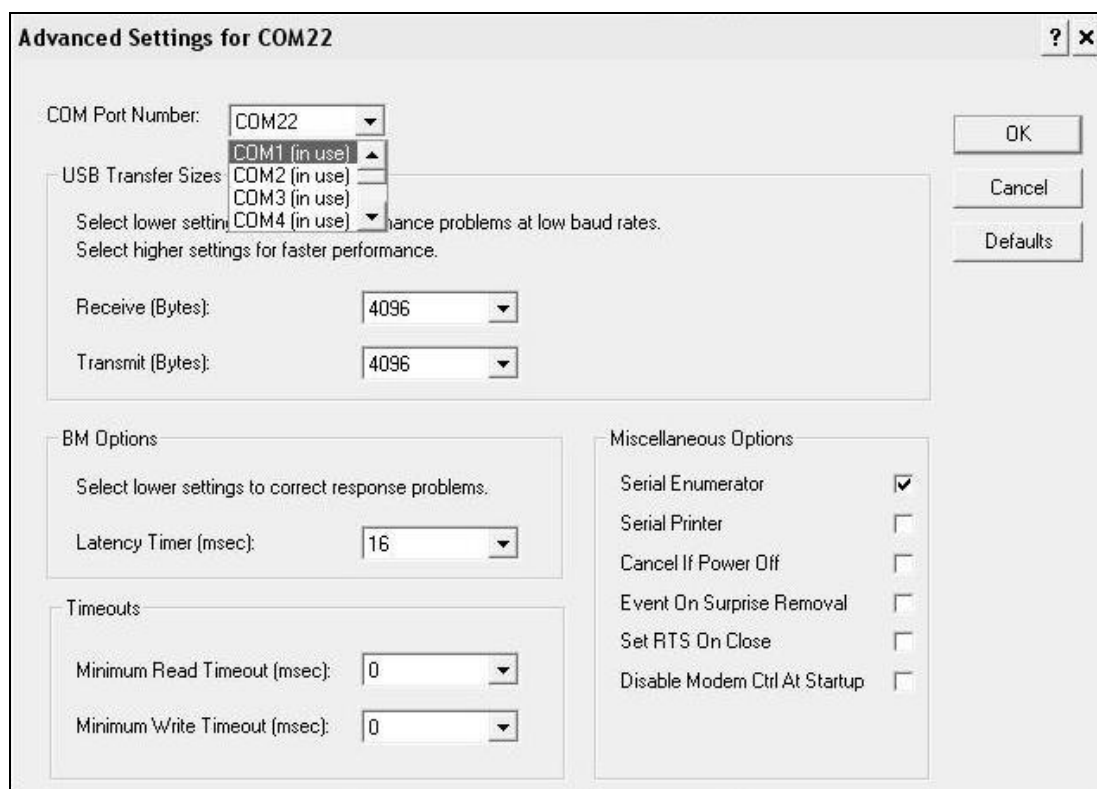 Advanced Settings for COM22
COM Port Number: COM22
COM1 (in use)
COM2 (in use)
COM3 (in use)
COM4 (in use)
OK
Cancel
Defaults
USB Transfer Sizes
Select lower settin mance problems at low baud rates.
Select higher settings for faster performance.
Receive (Bytes): 4096
Transmit (Bytes): 4096
BM Options
Select lower settings to correct response problems.
Latency Timer (msec): 16
Timeouts
Minimum Read Timeout (msec): 0
Minimum Write Timeout (msec): 0
Miscellaneous Options
Serial Enumerator
Serial Printer
Cancel If Power Off
Event On Surprise Removal
Set RTS On Close
Disable Modem Ctrl At Startup